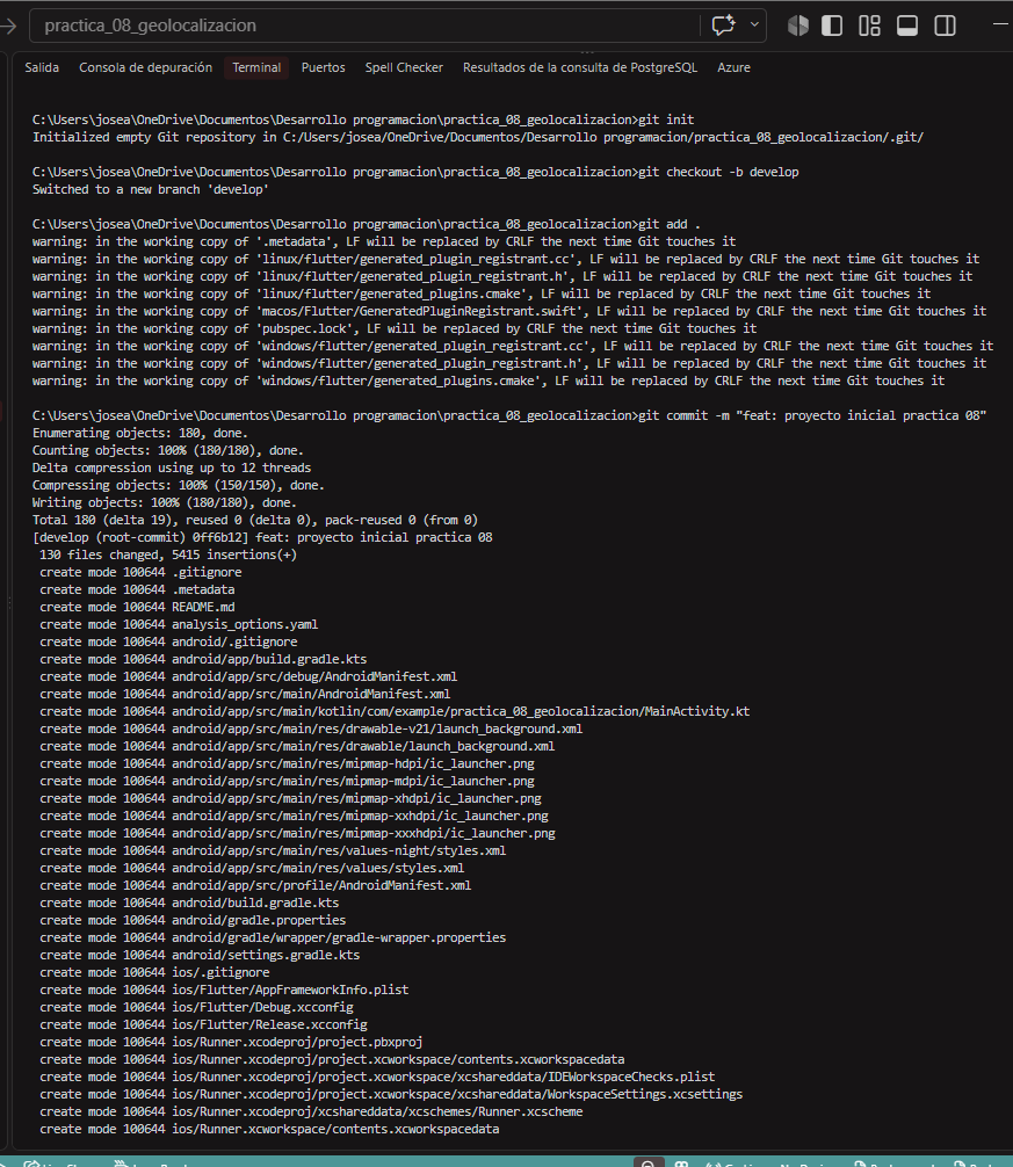 practica_08_geolocalizacion
Salida Consola de depuración Terminal Puertos Spell Checker Resultados de la consulta de PostgreSQL Azure
C:\Users\josea\OneDrive\Documentos\Desarrollo programacion\practica_08_geolocalizacion>git init
Initialized empty Git repository in C:/Users/josea/OneDrive/Documentos/Desarrollo programacion/practica_08_geolocalizacion/.git/
C:\Users\josea\OneDrive\Documentos\Desarrollo programacion\practica_08_geolocalizacion>git checkout -b develop
Switched to a new branch 'develop'
C:\Users\josea\OneDrive\Documentos\Desarrollo programacion\practica_08_geolocalizacion>git add .
warning: in the working copy of '.metadata', LF will be replaced by CRLF the next time Git touches it
warning: in the working copy of 'linux/flutter/generated_plugin_registrant.cc', LF will be replaced by CRLF the next time Git touches it
warning: in the working copy of 'linux/flutter/generated_plugin_registrant.h', LF will be replaced by CRLF the next time Git touches it
warning: in the working copy of 'linux/flutter/generated_plugins.cmake', LF will be replaced by CRLF the next time Git touches it
warning: in the working copy of 'macos/Flutter/GeneratedPluginRegistrant.swift', LF will be replaced by CRLF the next time Git touches it
warning: in the working copy of 'pubspec.lock', LF will be replaced by CRLF the next time Git touches it
warning: in the working copy of 'windows/flutter/generated_plugin_registrant.cc', LF will be replaced by CRLF the next time Git touches it
warning: in the working copy of 'windows/flutter/generated_plugin_registrant.h', LF will be replaced by CRLF the next time Git touches it
warning: in the working copy of 'windows/flutter/generated_plugins.cmake', LF will be replaced by CRLF the next time Git touches it
C:\Users\josea\OneDrive\Documentos\Desarrollo programacion\practica_08_geolocalizacion>git commit -m "feat: proyecto inicial practica 08"
Enumerating objects: 180, done.
Counting objects: 100% (180/180), done.
Delta compression using up to 12 threads
Compressing objects: 100% (150/150), done.
Writing objects: 100% (180/180), done.
Total 180 (delta 19), reused 0 (delta 0), pack-reused 0 (from 0)
[develop (root-commit) 0ff6b12] feat: proyecto inicial practica 08
130 files changed, 5415 insertions(+)
create mode 100644 .gitignore
create mode 100644 .metadata
create mode 100644 README.md
create mode 100644 analysis_options.yaml
create mode 100644 android/.gitignore
create mode 100644 android/app/build.gradle.kts
create mode 100644 android/app/src/debug/AndroidManifest.xml
create mode 100644 android/app/src/main/AndroidManifest.xml
create mode 100644 android/app/src/main/kotlin/com/example/practica_08_geolocalizacion/MainActivity.kt
create mode 100644 android/app/src/main/res/drawable-v21/launch_background.xml
create mode 100644 android/app/src/main/res/drawable/launch_background.xml
create mode 100644 android/app/src/main/res/mipmap-hdpi/ic_launcher.png
create mode 100644 android/app/src/main/res/mipmap-mdpi/ic_launcher.png
create mode 100644 android/app/src/main/res/mipmap-xhdpi/ic_launcher.png
create mode 100644 android/app/src/main/res/mipmap-xxhdpi/ic_launcher.png
create mode 100644 android/app/src/main/res/mipmap-xxxhdpi/ic_launcher.png
create mode 100644 android/app/src/main/res/values-night/styles.xml
create mode 100644 android/app/src/main/res/values/styles.xml
create mode 100644 android/app/src/profile/AndroidManifest.xml
create mode 100644 android/build.gradle.kts
create mode 100644 android/gradle.properties
create mode 100644 android/gradle/wrapper/gradle-wrapper.properties
create mode 100644 android/settings.gradle.kts
create mode 100644 ios/.gitignore
create mode 100644 ios/Flutter/AppFrameworkInfo.plist
create mode 100644 ios/Flutter/Debug.xcconfig
create mode 100644 ios/Flutter/Release.xcconfig
create mode 100644 ios/Runner.xcodeproj/project.pbxproj
create mode 100644 ios/Runner.xcodeproj/project.xcworkspace/contents.xcworkspacedata
create mode 100644 ios/Runner.xcodeproj/project.xcworkspace/xcshareddata/IDEWorkspaceChecks.plist
create mode 100644 ios/Runner.xcodeproj/project.xcworkspace/xcshareddata/WorkspaceSettings.xcsettings
create mode 100644 ios/Runner.xcodeproj/xcshareddata/xcschemes/Runner.xcscheme
create mode 100644 ios/Runner.xcworkspace/contents.xcworkspacedata